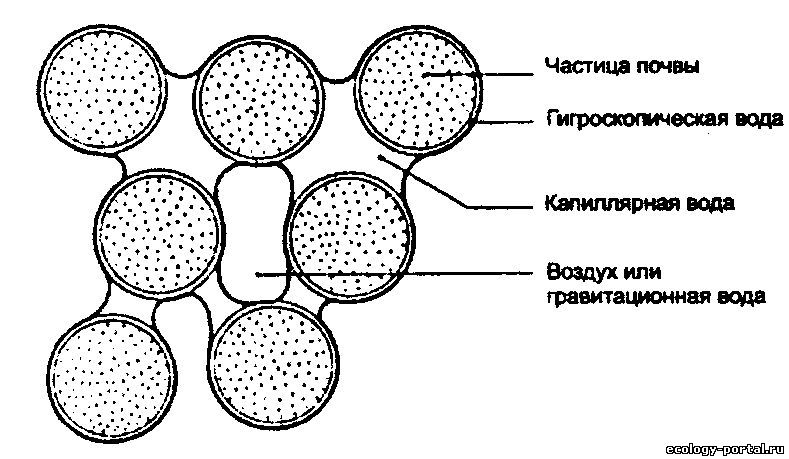 Частица почвы
Гигроскопическая вода
Капиллярная вода
Воздух или
гравитационная вода
ecology-portal.ru